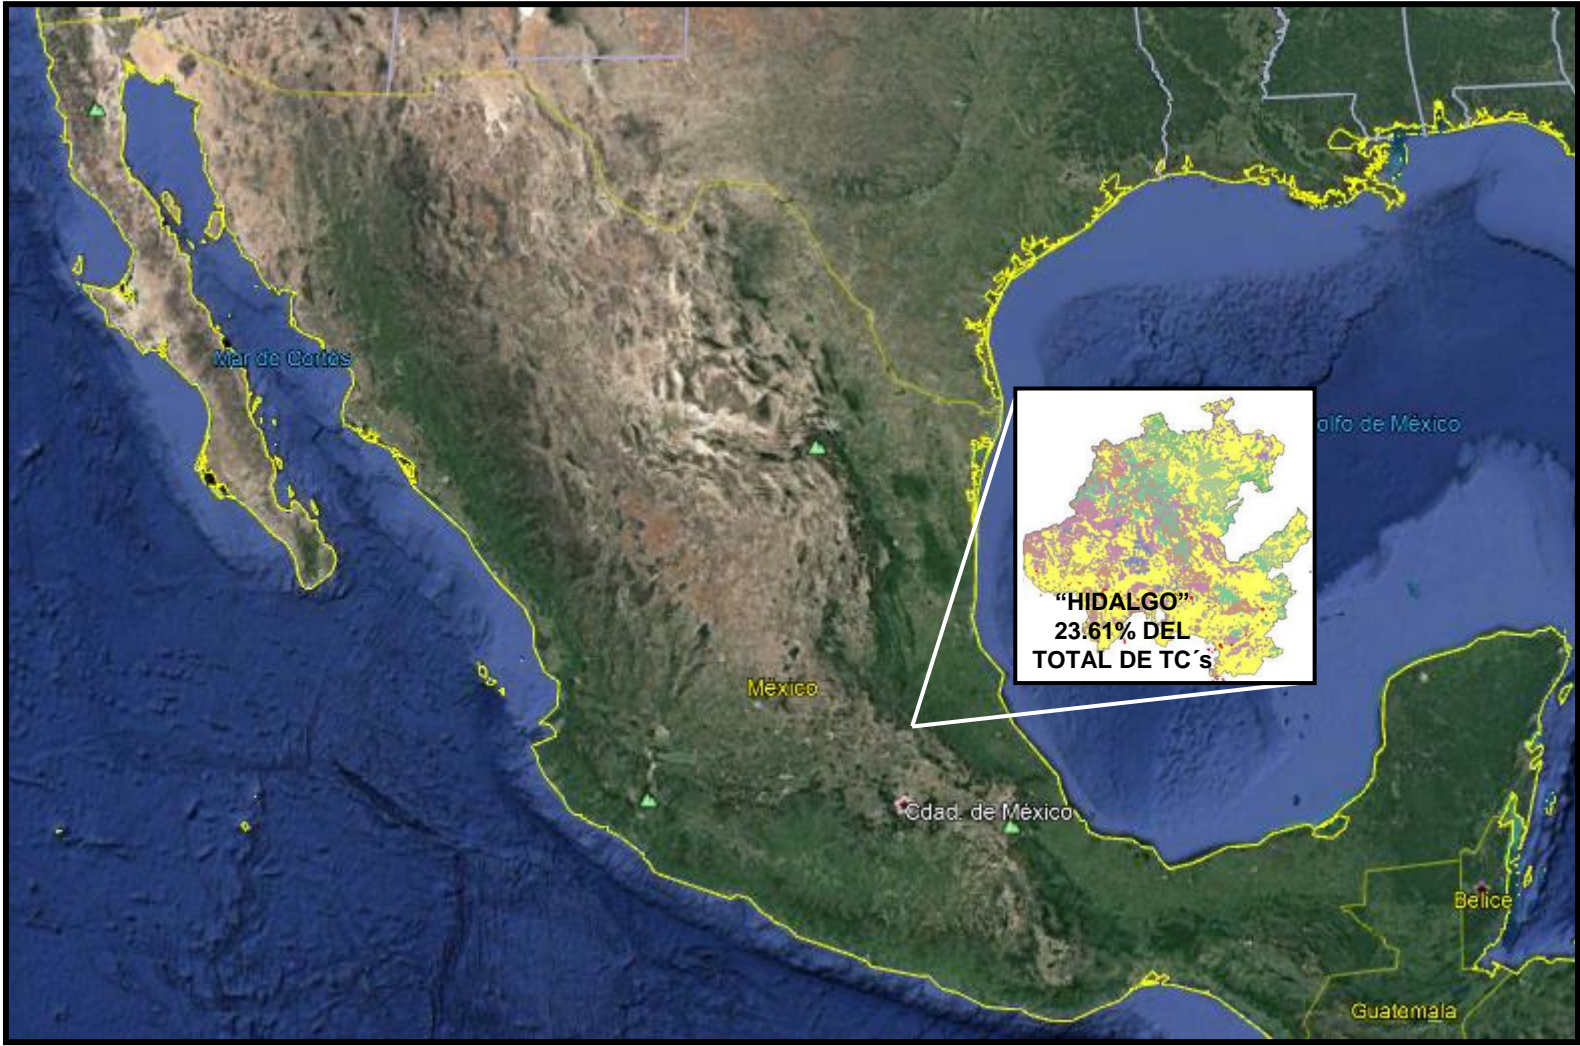 Mar de Cortés
olfo de México
“HIDALGO”
23.61% DEL
TOTAL DE TC´s
México
Cdad. de México
Belice
Guatemala